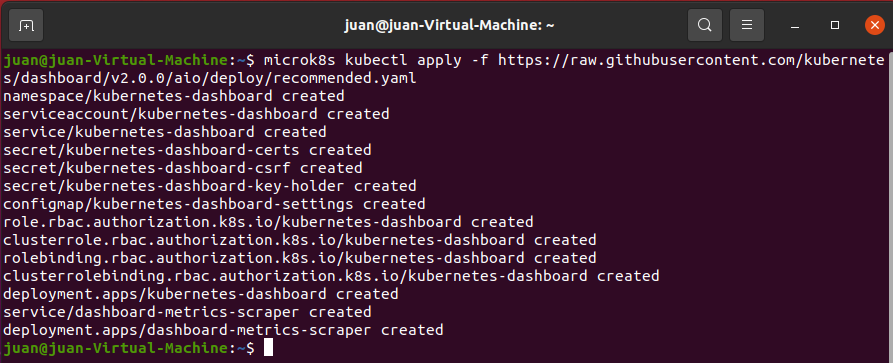 juan@juan-Virtual-Machine: ~
juan@juan-Virtual-Machine:~$ microk8s kubectl apply -f https://raw.githubusercontent.com/kubernete
s/dashboard/v2.0.0/aio/deploy/recommended.yaml
namespace/kubernetes-dashboard created
serviceaccount/kubernetes-dashboard created
service/kubernetes-dashboard created
secret/kubernetes-dashboard-certs created
secret/kubernetes-dashboard-csrf created
secret/kubernetes-dashboard-key-holder created
configmap/kubernetes-dashboard-settings created
role.rbac.authorization.k8s.io/kubernetes-dashboard created
clusterrole.rbac.authorization.k8s.io/kubernetes-dashboard created
rolebinding.rbac.authorization.k8s.io/kubernetes-dashboard created
clusterrolebinding.rbac.authorization.k8s.io/kubernetes-dashboard created
deployment.apps/kubernetes-dashboard created
service/dashboard-metrics-scraper created
deployment.apps/dashboard-metrics-scraper created
juan@juan-Virtual-Machine:~$